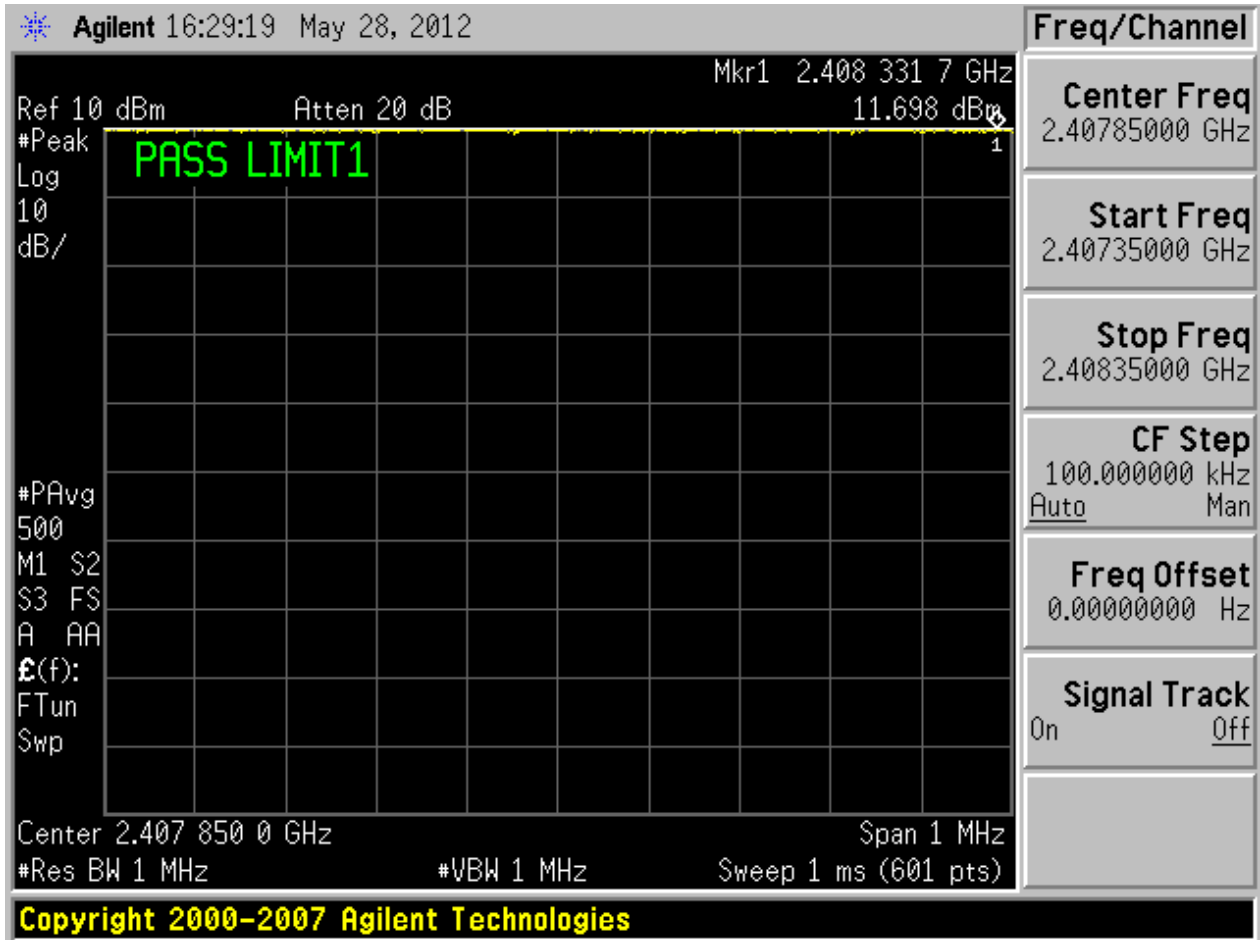 Agilent 16:29:19 May 28, 2012
Freq/Channel
Mkr1 2.408 331 7 GHz
Ref 10 dBm Atten 20 dB 11.698 dBm
#Peak
Log
10
dB/
PASS LIMIT1
1
#PAvg
500
M1 S2
S3 FS
A AA
£(f):
FTun
Swp
Center 2.407 850 0 GHz Span 1 MHz
#Res BW 1 MHz #VBW 1 MHz Sweep 1 ms (601 pts)
Center Freq
2.40785000 GHz
Start Freq
2.40735000 GHz
Stop Freq
2.40835000 GHz
CF Step
100.000000 kHz
Auto Man
Freq Offset
0.00000000 Hz
Signal Track
On Off
Copyright 2000-2007 Agilent Technologies